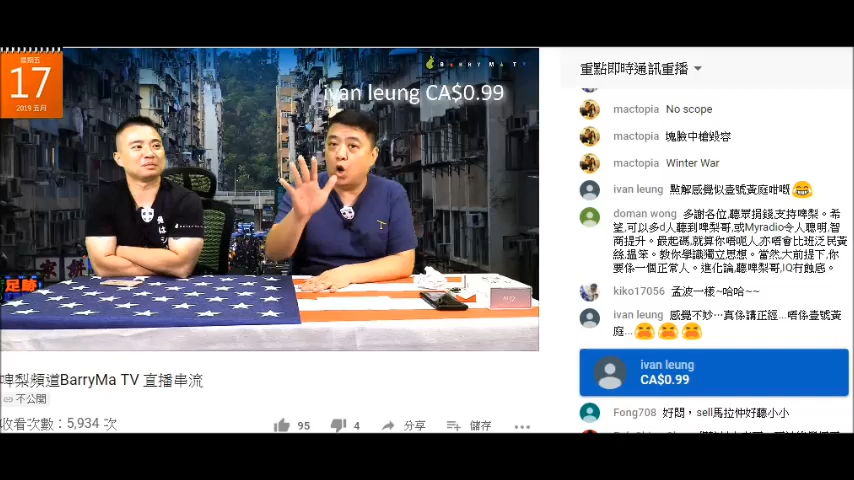 星期五
17
2019 五月
BARRY MA TV
ivan leung CA$0.99
足跡
啤梨頻道BarryMa TV 直播串流
不公開
收看次數：5,934 次
95
4
分享
儲存
重點即時通訊重播
mactopia No scope
mactopia 塊臉中槍毀容
mactopia Winter War
ivan leung 點解感覺似壹號黃庭咁嘅😂
doman wong 多謝各位,聽眾捐錢,支持啤梨。希
望,可以多d人聽到啤梨哥,或Myradio令人聰明,智
商提升。最起碼,就算你唔呃人,亦唔會比班泛民黃
絲,搵笨。教你學識獨立思想。當然,大前提下,你
要係一個正常人。進化論,聽啤梨哥,IQ冇蝕底。
kiko17056 孟波一樣~哈哈~~
ivan leung 感覺不妙…真係請正經...唔係壹號黃
庭...😫😫😫
ivan leung
CA$0.99
Fong708 好悶，sell馬拉仲好聽小小